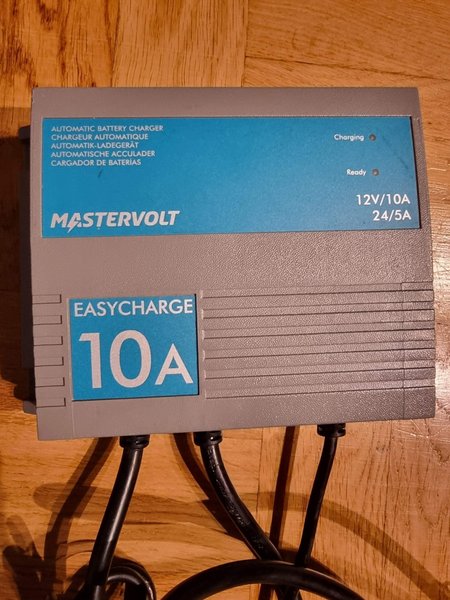 AUTOMATIC BATTERY CHARGER
CHARGEUR AUTOMATIQUE
AUTOMATIK-LADEGERÄT
AUTOMATISCHE ACCULADER
CARGADOR DE BATERÍAS
Charging
Ready
12V/10A
24/5A
MASTERVOLT
EASYCHARGE
10A